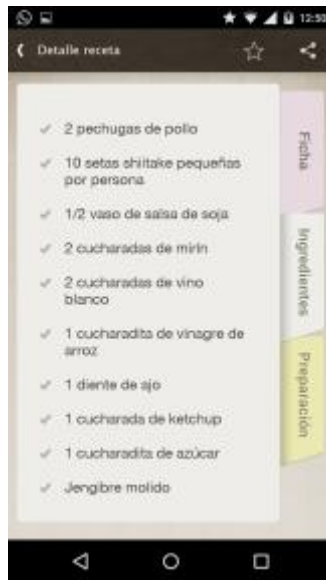 12:50
Detalle receta
2 pechugas de pollo
10 setas shiitake pequeñas
por persona
1/2 vaso de salsa de soja
2 cucharadas de mirin
2 cucharadas de vino
blanco
1 cucharadita de vinagre de
arroz
1 diente de ajo
1 cucharada de ketchup
1 cucharadita de azúcar
Jengibre molido
Ficha
Ingredientes
Preparación